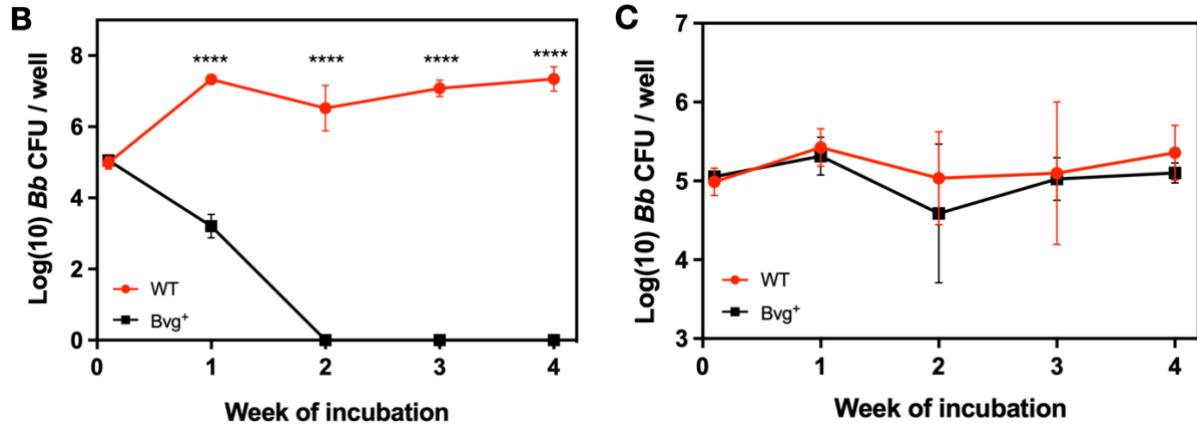 B
Log(10) Bb CFU / well
8
6
4
2
0
**** **** **** ****
WT
Bvg⁺
0 1 2 3 4
Week of incubation
C
Log(10) Bb CFU / well
7
6
5
4
3
WT
Bvg⁺
0 1 2 3 4
Week of incubation